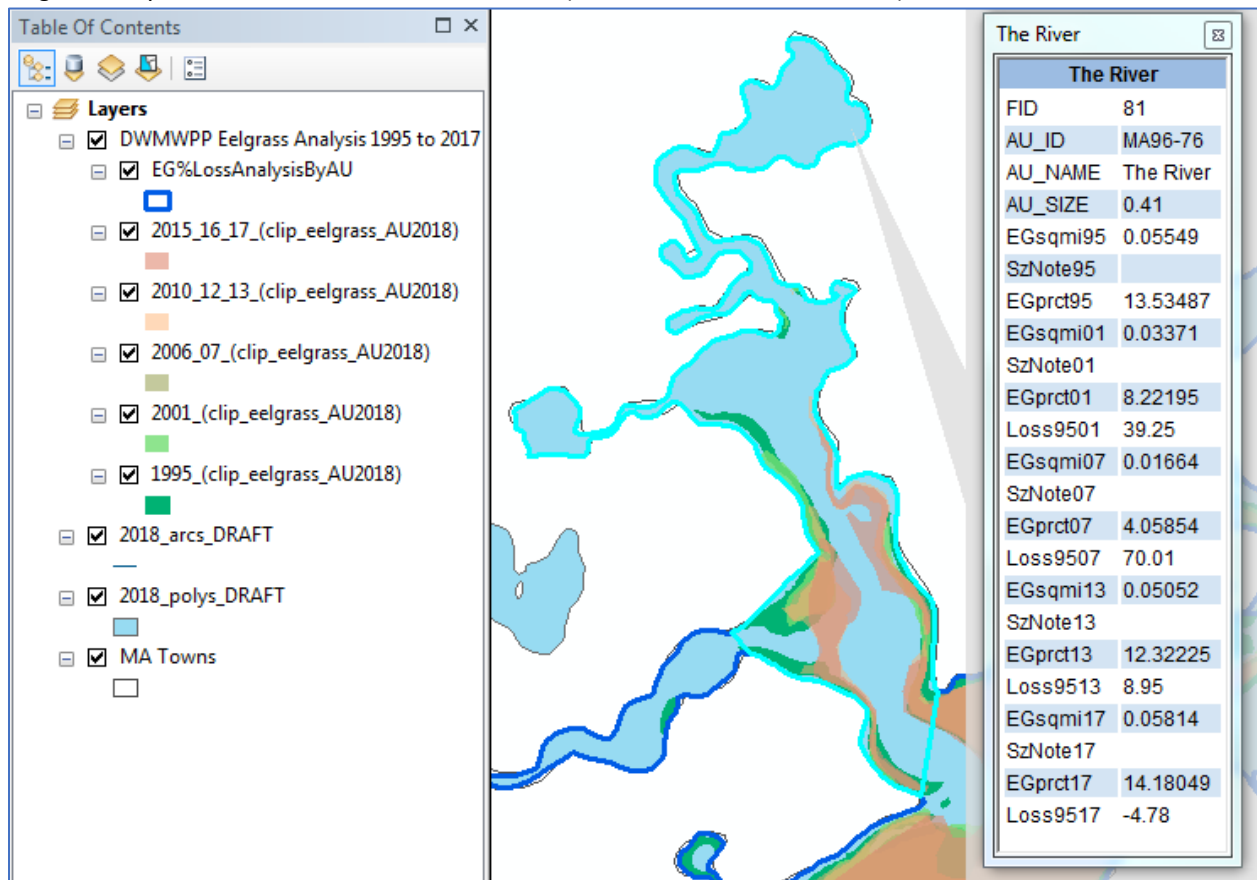 Table Of Contents
Layers
DWMWPP Eelgrass Analysis 1995 to 2017
EG%LossAnalysisByAU
2015_16_17_(clip_eelgrass_AU2018)
2010_12_13_(clip_eelgrass_AU2018)
2006_07_(clip_eelgrass_AU2018)
2001_(clip_eelgrass_AU2018)
1995_(clip_eelgrass_AU2018)
2018_arcs_DRAFT
2018_polys_DRAFT
MA Towns
The River
The River
FID 81
AU_ID MA96-76
AU_NAME The River
AU_SIZE 0.41
EGsqmi95 0.05549
SzNote95
EGprct95 13.53487
EGsqmi01 0.03371
SzNote01
EGprct01 8.22195
Loss9501 39.25
EGsqmi07 0.01664
SzNote07
EGprct07 4.05854
Loss9507 70.01
EGsqmi13 0.05052
SzNote13
EGprct13 12.32225
Loss9513 8.95
EGsqmi17 0.05814
SzNote17
EGprct17 14.18049
Loss9517 -4.78